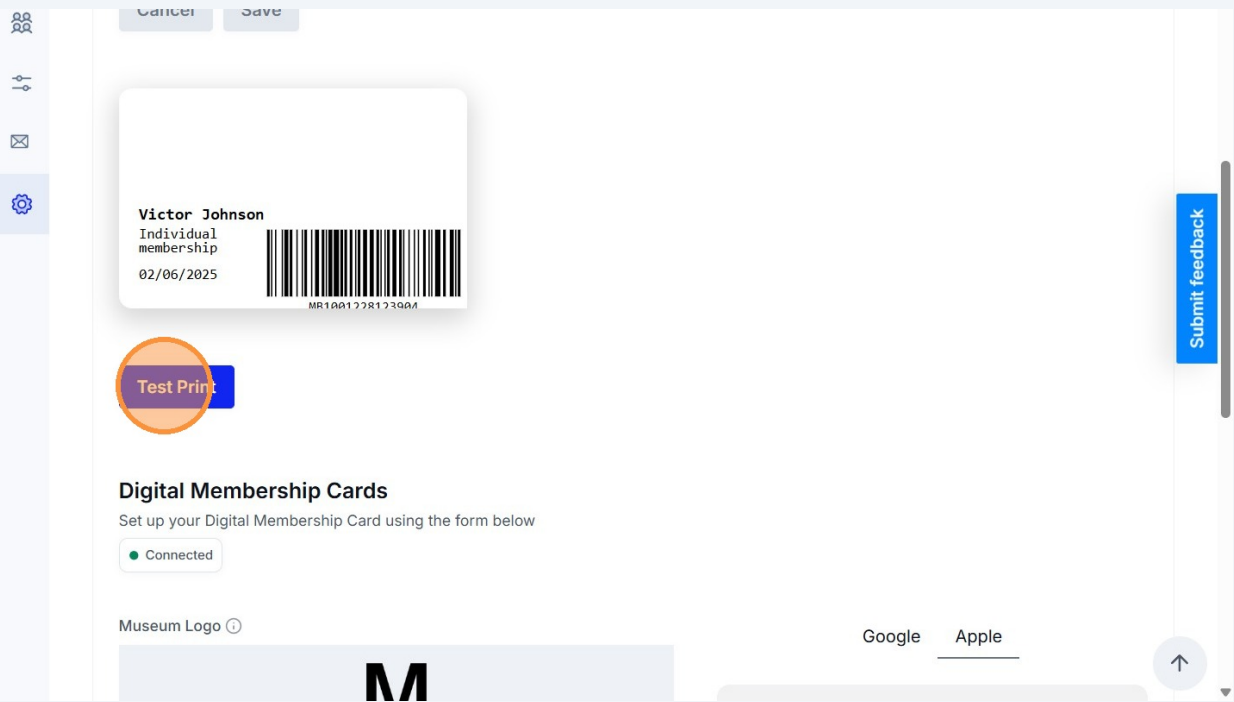 Cancel Save
Victor Johnson
Individual
membership
02/06/2025
MB1001228123904
Test Print
Submit feedback
Digital Membership Cards
Set up your Digital Membership Card using the form below
Connected
Museum Logo
Google Apple
M